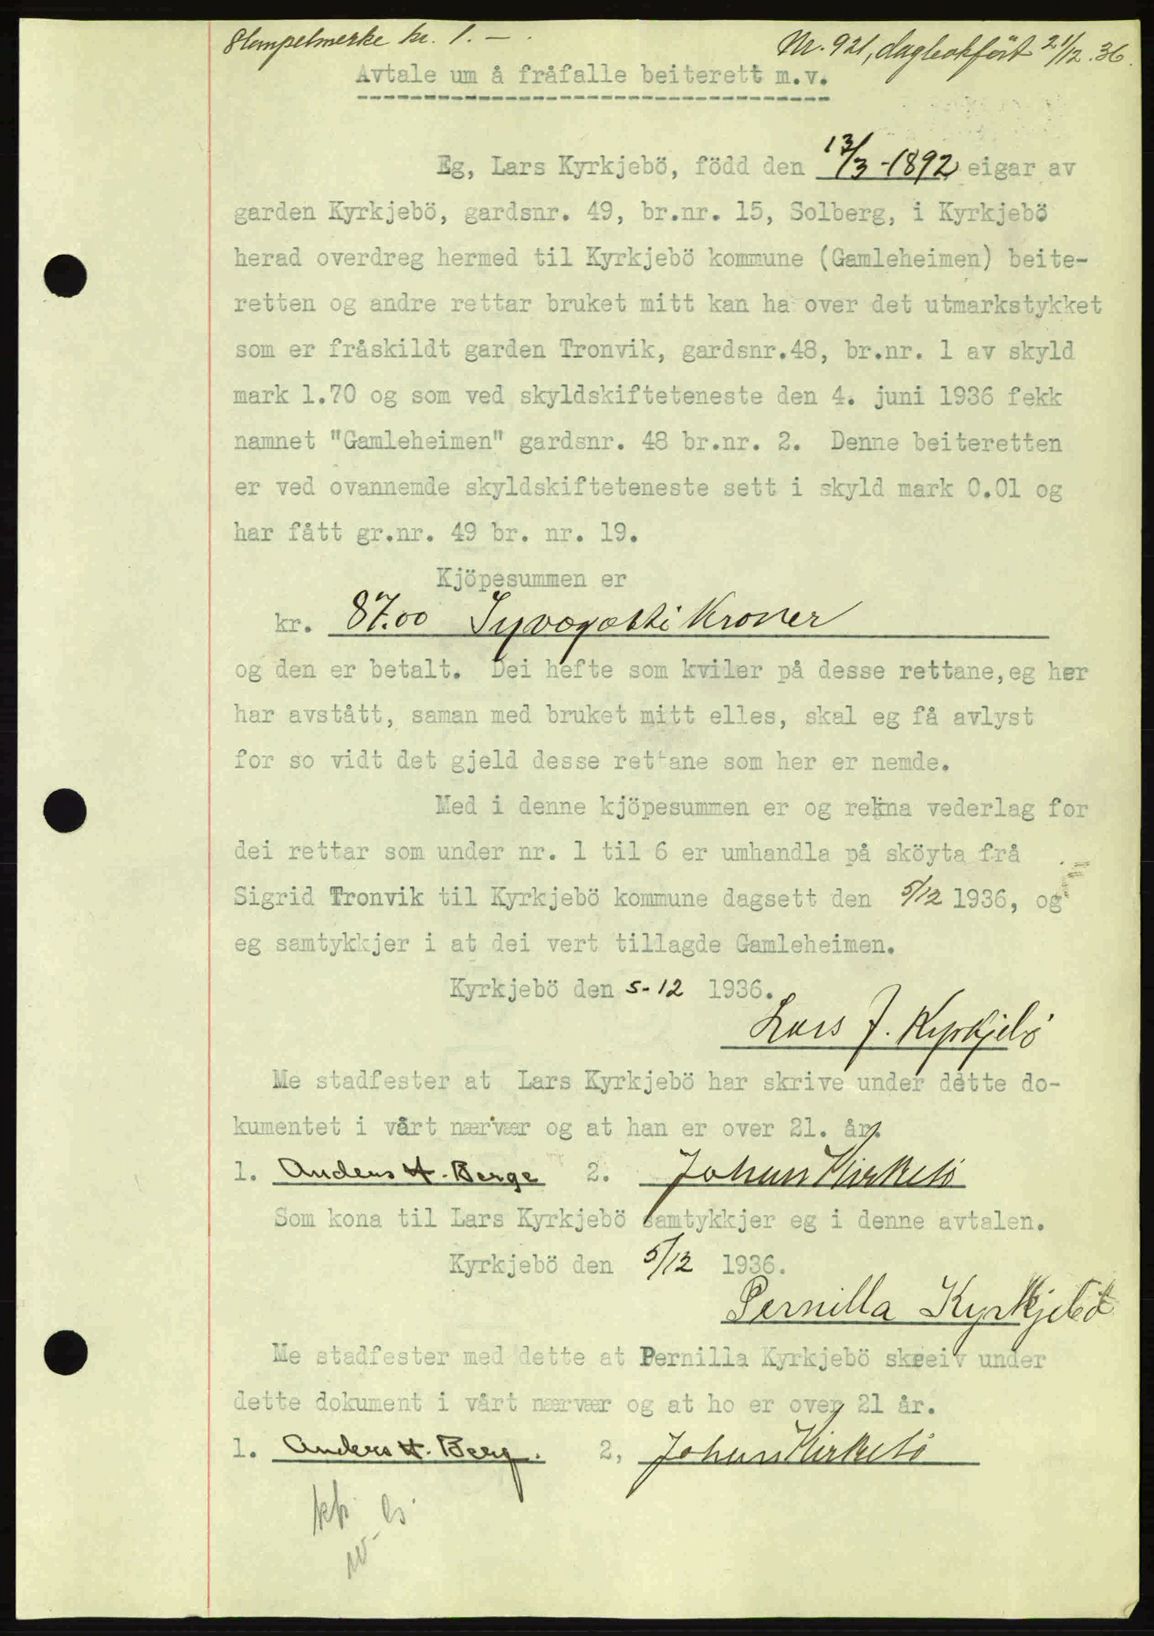 Stempelmerke kr. 1.—.
Nr. 921, dagbokført 21/12.36.
Avtale um å fråfalle beiterett m.v.
Eg, Lars Kyrkjebö, född den 13/3-1892 eigar av
garden Kyrkjebö, gardsnr. 49, br.nr. 15, Solberg, i Kyrkjebö
herad overdreg hermed til Kyrkjebö kommune (Gamleheimen) beite-
retten og andre rettar bruket mitt kan ha over det utmarkstykket
som er fråskildt garden Tronvik, gardsnr.48, br.nr. 1 av skyld
mark 1.70 og som ved skyldskifteteneste den 4. juni 1936 fekk
namnet "Gamleheimen" gardsnr. 48 br.nr. 2. Denne beiteretten
er ved ovannemde skyldskifteteneste sett i skyld mark 0.01 og
har fått gr.nr. 49 br. nr. 19.
Kjöpesummen er
kr. 87.00 Syvogotti Kroner
og den er betalt. Dei hefte som kviler på desse rettane, eg her
har avstått, saman med bruket mitt elles, skal eg få avlyst
for so vidt det gjeld desse rettane som her er nemde.
Med i denne kjöpesummen er og rekna vederlag for
dei rettar som under nr. 1 til 6 er umhandla på sköyta frå
Sigrid Tronvik til Kyrkjebö kommune dagsett den 5/12 1936, og
eg samtykkjer i at dei vert tillagde Gamleheimen.
Kyrkjebö den 5-12 1936.
Lars J. Kyrkjebö
Me stadfester at Lars Kyrkjebö har skrive under dette do-
kumentet i vårt nærvær og at han er over 21. år.
1. Anders H. Berge 2. Johan Kirkebö
Som kona til Lars Kyrkjebö samtykkjer eg i denne avtalen.
Kyrkjebö den 5/12 1936.
Pernilla Kyrkjebö
Me stadfester med dette at Pernilla Kyrkjebö skreiv under
dette dokument i vårt nærvær og at ho er over 21 år.
1. Anders H. Berg. 2, Johan Kirkebö